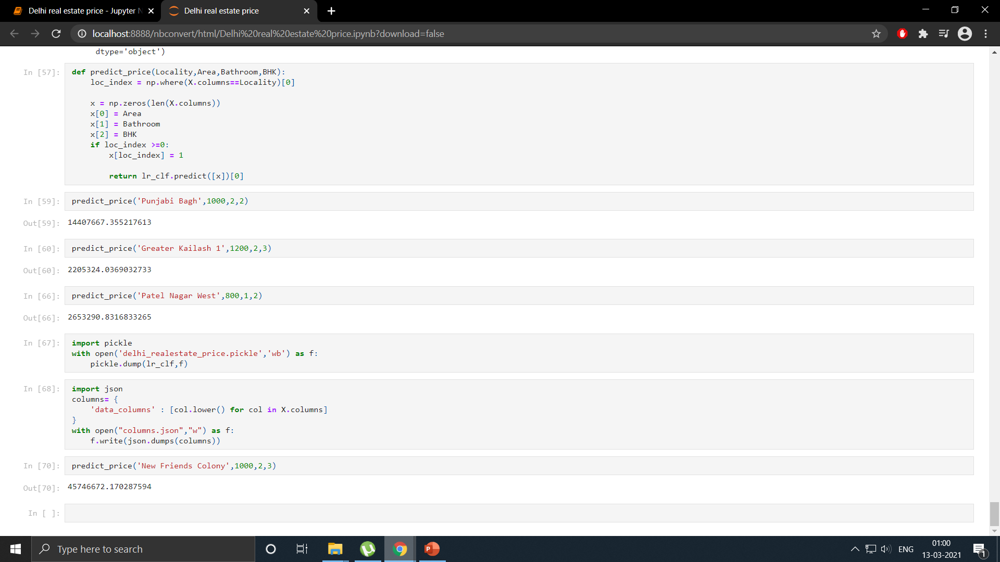 Delhi real estate price - Jupyter N
Delhi real estate price
localhost:8888/nbconvert/html/Delhi%20real%20estate%20price.ipynb?download=false
dtype='object')
In [57]:
def predict_price(Locality,Area,Bathroom,BHK):
    loc_index = np.where(X.columns==Locality)[0]
    x = np.zeros(len(X.columns))
    x[0] = Area
    x[1] = Bathroom
    x[2] = BHK
    if loc_index >=0:
        x[loc_index] = 1
        return lr_clf.predict([x])[0]
In [59]: predict_price('Punjabi Bagh',1000,2,2)
Out[59]: 14407667.355217613
In [60]: predict_price('Greater Kailash 1',1200,2,3)
Out[60]: 2205324.0369032733
In [66]: predict_price('Patel Nagar West',800,1,2)
Out[66]: 2653290.8316833265
In [67]: import pickle
with open('delhi_realestate_price.pickle','wb') as f:
    pickle.dump(lr_clf,f)
In [68]: import json
columns= {
    'data_columns' : [col.lower() for col in X.columns]
}
with open("columns.json","w") as f:
    f.write(json.dumps(columns))
In [70]: predict_price('New Friends Colony',1000,2,3)
Out[70]: 45746672.170287594
In [ ]:
Type here to search
P
ENG
01:00
13-03-2021
1